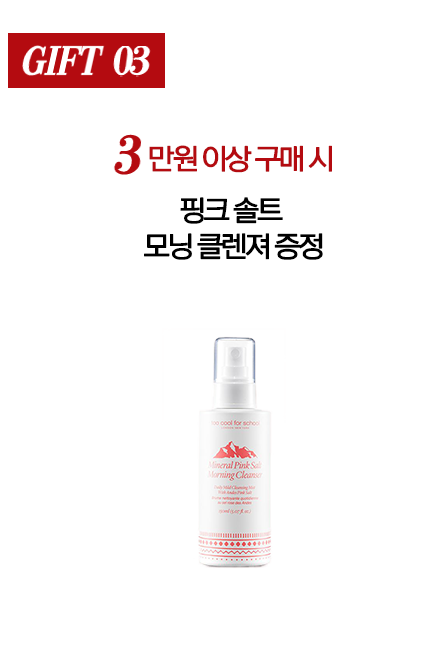 GIFT 03
3 만원 이상 구매 시
핑크 솔트
모닝 클렌져 증정
too cool for school
Mineral Pink Salt
Morning Cleanser